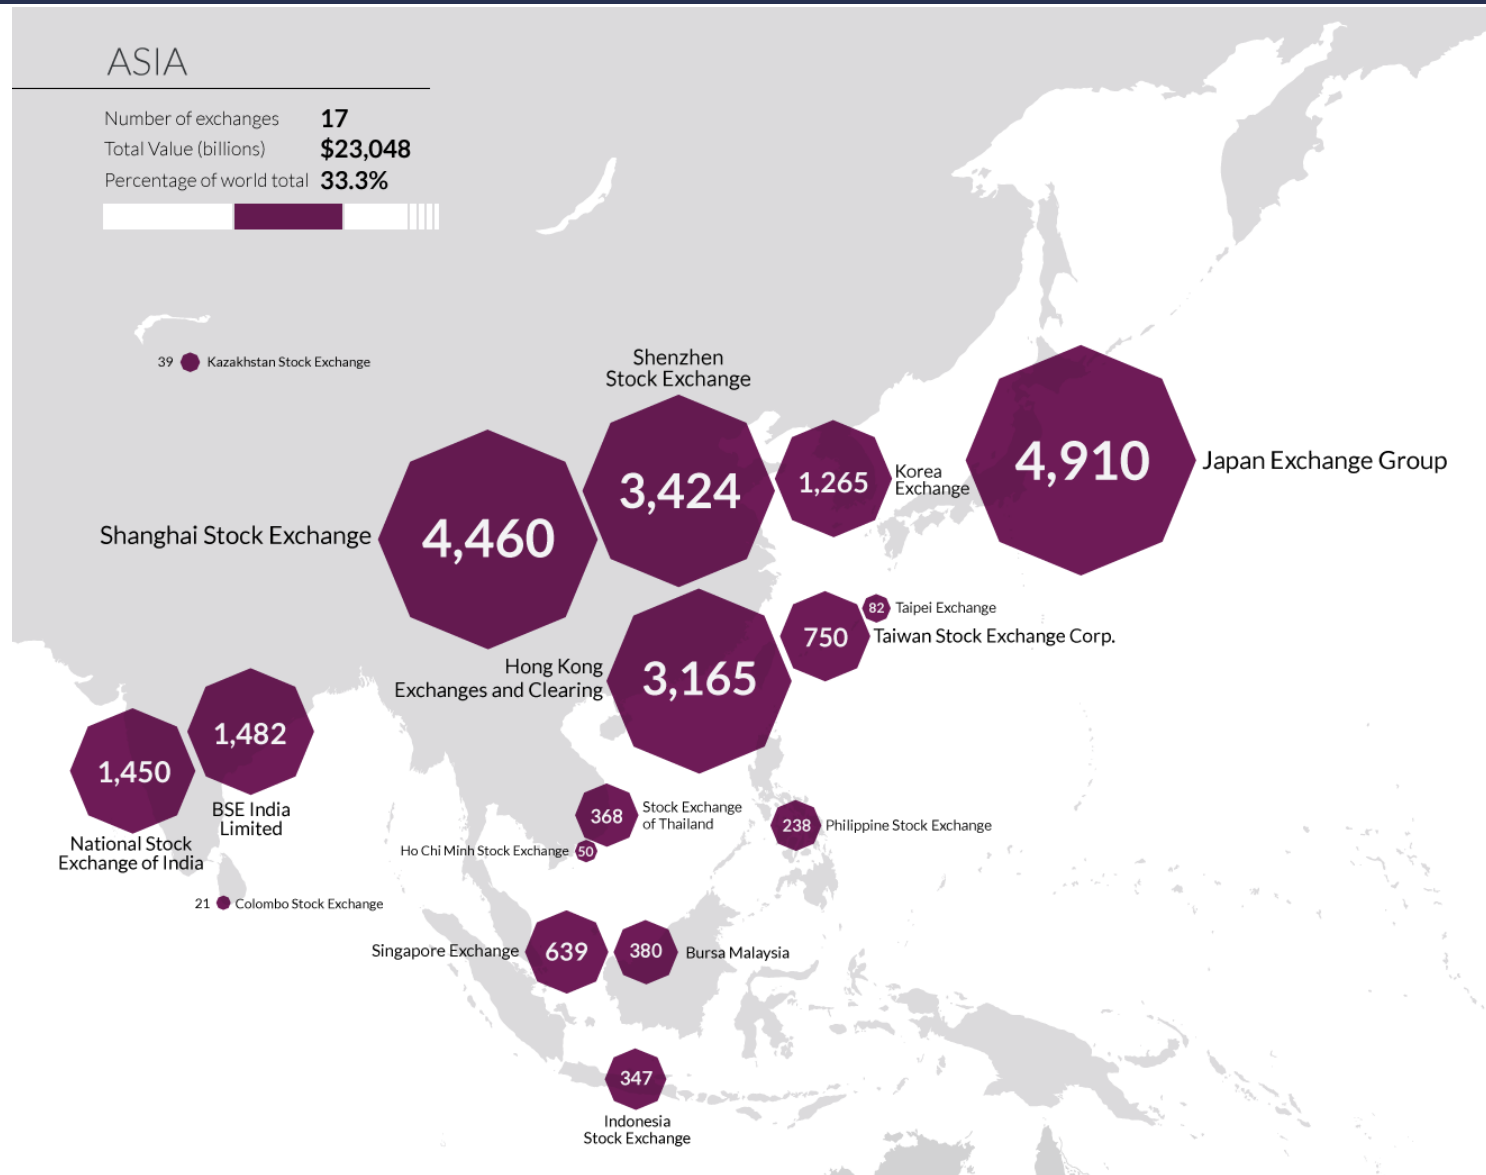 ASIA
Number of exchanges 17
Total Value (billions) $23,048
Percentage of world total 33.3%
39 Kazakhstan Stock Exchange
Shenzhen
Stock Exchange
3,424
1,265
Korea
Exchange
4,910
Japan Exchange Group
Shanghai Stock Exchange
4,460
82 Taipei Exchange
750
Taiwan Stock Exchange Corp.
Hong Kong
Exchanges and Clearing
3,165
1,482
BSE India
Limited
1,450
National Stock
Exchange of India
368
Stock Exchange
of Thailand
238 Philippine Stock Exchange
Ho Chi Minh Stock Exchange 50
21 Colombo Stock Exchange
Singapore Exchange 639
380 Bursa Malaysia
347
Indonesia
Stock Exchange